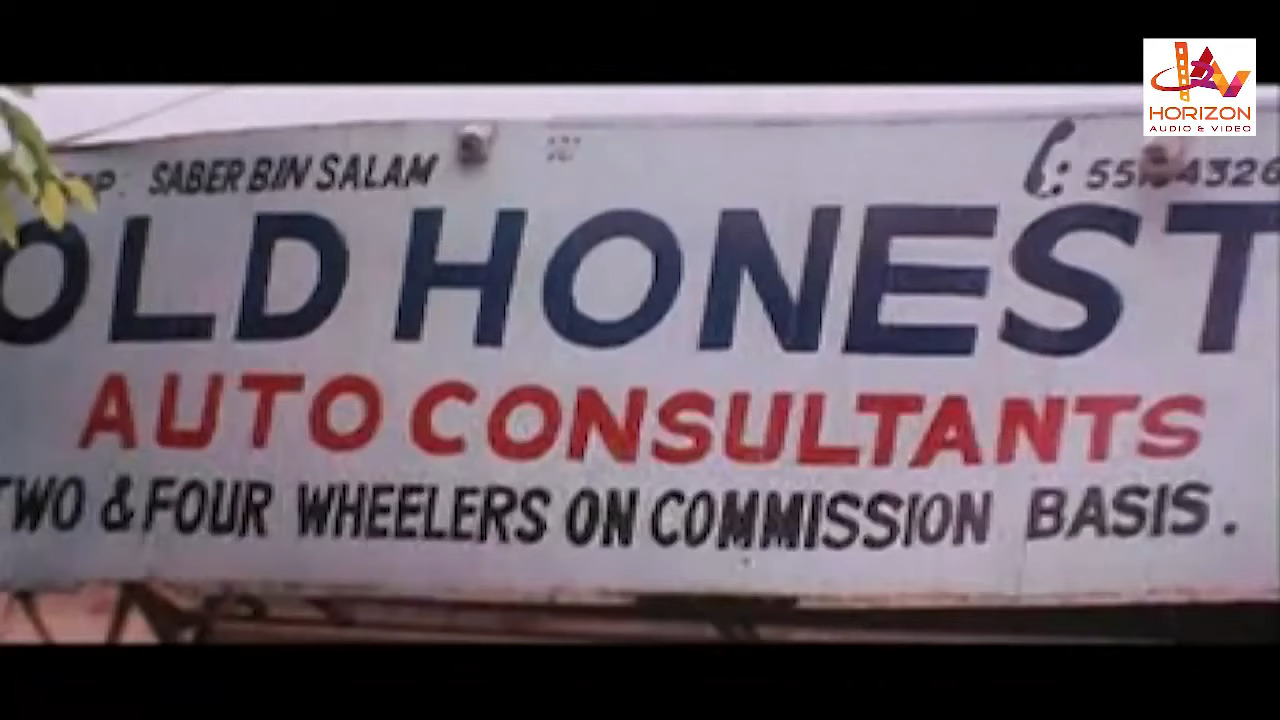 HORIZON
AUDIO & VIDEO
SABER BIN SALAM
OLD HONEST
AUTO CONSULTANTS
TWO & FOUR WHEELERS ON COMMISSION BASIS.